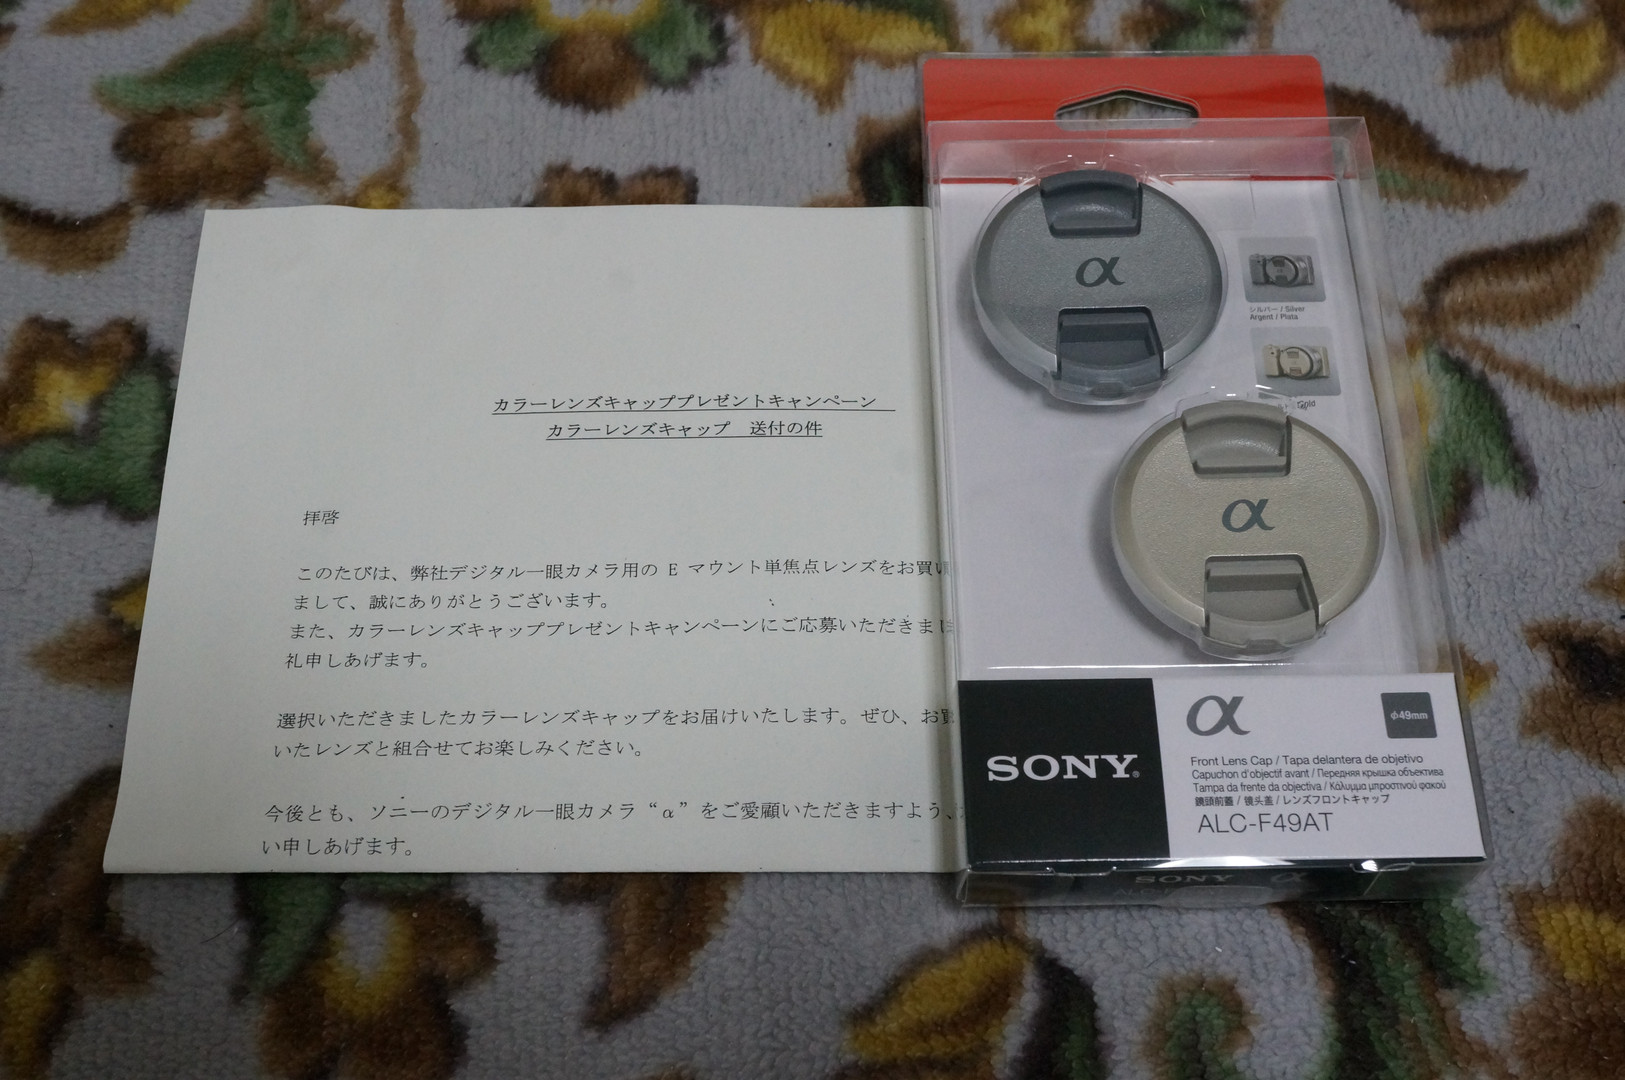 カラーレンズキャッププレゼントキャンペーン
カラーレンズキャップ 送付の件
拝啓
このたびは、弊社デジタル一眼カメラ用の E マウント単焦点レンズをお買い
まして、誠にありがとうございます。
また、カラーレンズキャッププレゼントキャンペーンにご応募いただきまし
礼申しあげます。
選択いただきましたカラーレンズキャップをお届けいたします。ぜひ、お買
いたレンズと組合せてお楽しみください。
今後とも、ソニーのデジタル一眼カメラ“α”をご愛顧いただきますよう、
い申しあげます。
α
シルバー / Silver
Argent / Plata
Gold
α
α
φ49mm
SONY
Front Lens Cap / Tapa delantera de objetivo
Capuchon d'objectif avant / Передняя крышка объектива
Tampa da frente da objectiva / Κάλυμμα μπροστινού φακού
鏡頭前蓋 / 镜头盖 / レンズフロントキャップ
ALC-F49AT
SONY α